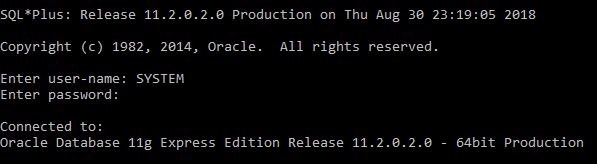 SQL*Plus: Release 11.2.0.2.0 Production on Thu Aug 30 23:19:05 2018
Copyright (c) 1982, 2014, Oracle.  All rights reserved.
Enter user-name: SYSTEM
Enter password:
Connected to:
Oracle Database 11g Express Edition Release 11.2.0.2.0 - 64bit Production